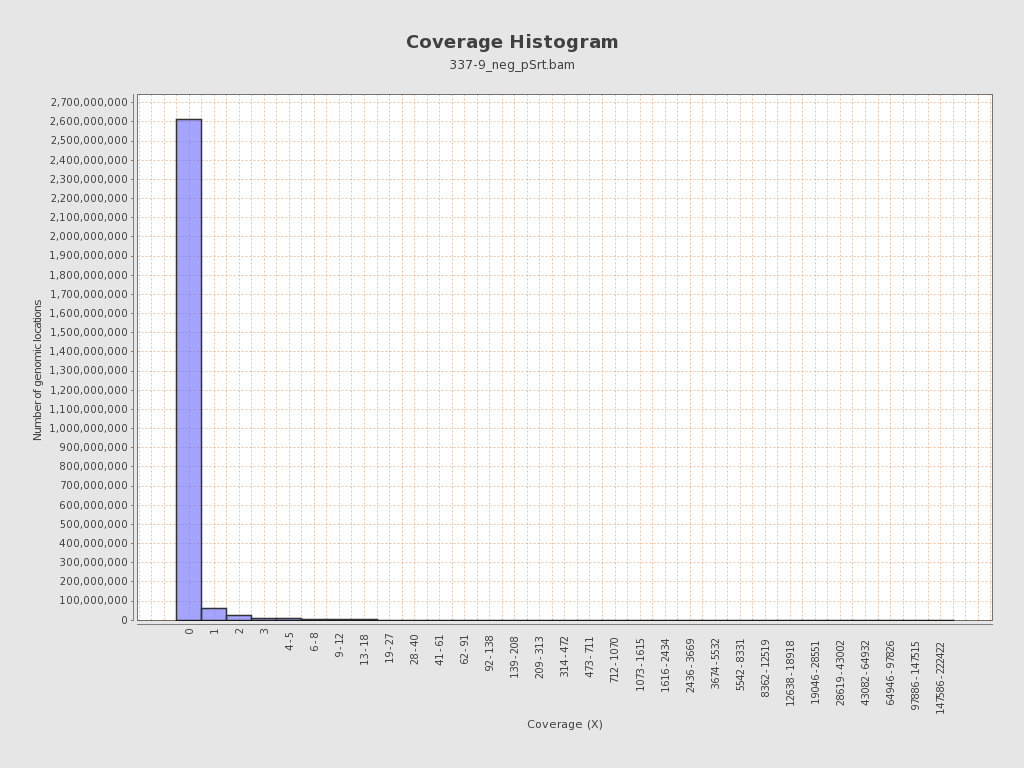 Coverage Histogram
337-9_neg_pSrt.bam
2,700,000,000
2,600,000,000
2,500,000,000
2,400,000,000
2,300,000,000
2,200,000,000
2,100,000,000
2,000,000,000
1,900,000,000
1,800,000,000
1,700,000,000
1,600,000,000
1,500,000,000
1,400,000,000
1,300,000,000
1,200,000,000
1,100,000,000
1,000,000,000
900,000,000
800,000,000
700,000,000
600,000,000
500,000,000
400,000,000
300,000,000
200,000,000
100,000,000
0
Number of genomic locations
0
1
2
3
4 - 5
6 - 8
9 - 12
13 - 18
19 - 27
28 - 40
41 - 61
62 - 91
92 - 138
139 - 208
209 - 313
314 - 472
473 - 711
712 - 1070
1073 - 1615
1616 - 2434
2436 - 3669
3674 - 5532
5542 - 8331
8362 - 12519
12638 - 18918
19046 - 28551
28619 - 43002
43082 - 64932
64946 - 97826
97886 - 147515
147586 - 222422
Coverage (X)